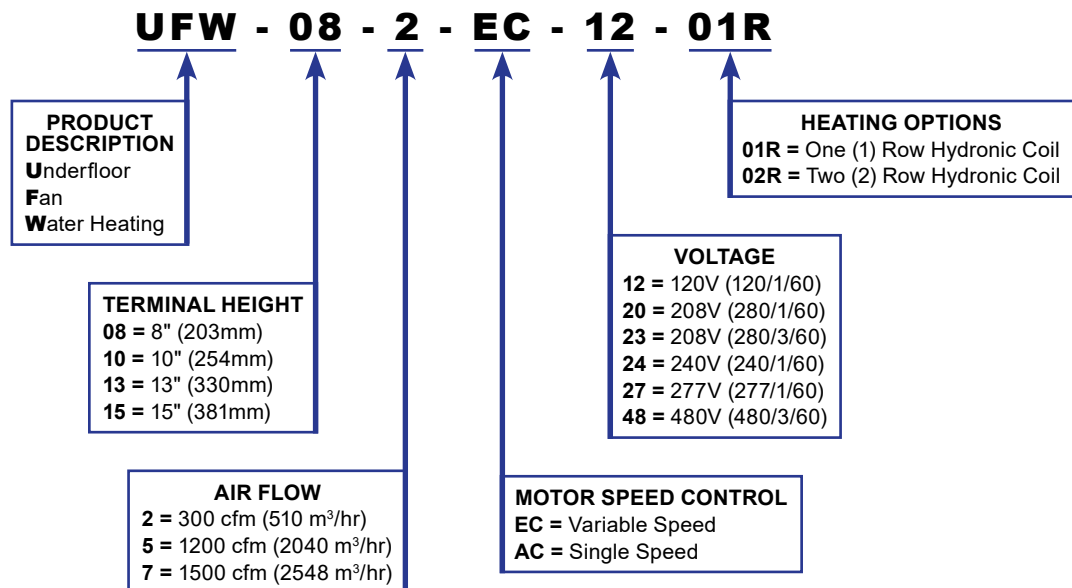 UFW - 08 - 2 - EC - 12 - 01R
PRODUCT
DESCRIPTION
Underfloor
Fan
Water Heating
HEATING OPTIONS
01R = One (1) Row Hydronic Coil
02R = Two (2) Row Hydronic Coil
TERMINAL HEIGHT
08 = 8" (203mm)
10 = 10" (254mm)
13 = 13" (330mm)
15 = 15" (381mm)
VOLTAGE
12 = 120V (120/1/60)
20 = 208V (280/1/60)
23 = 208V (280/3/60)
24 = 240V (240/1/60)
27 = 277V (277/1/60)
48 = 480V (480/3/60)
AIR FLOW
2 = 300 cfm (510 m³/hr)
5 = 1200 cfm (2040 m³/hr)
7 = 1500 cfm (2548 m³/hr)
MOTOR SPEED CONTROL
EC = Variable Speed
AC = Single Speed